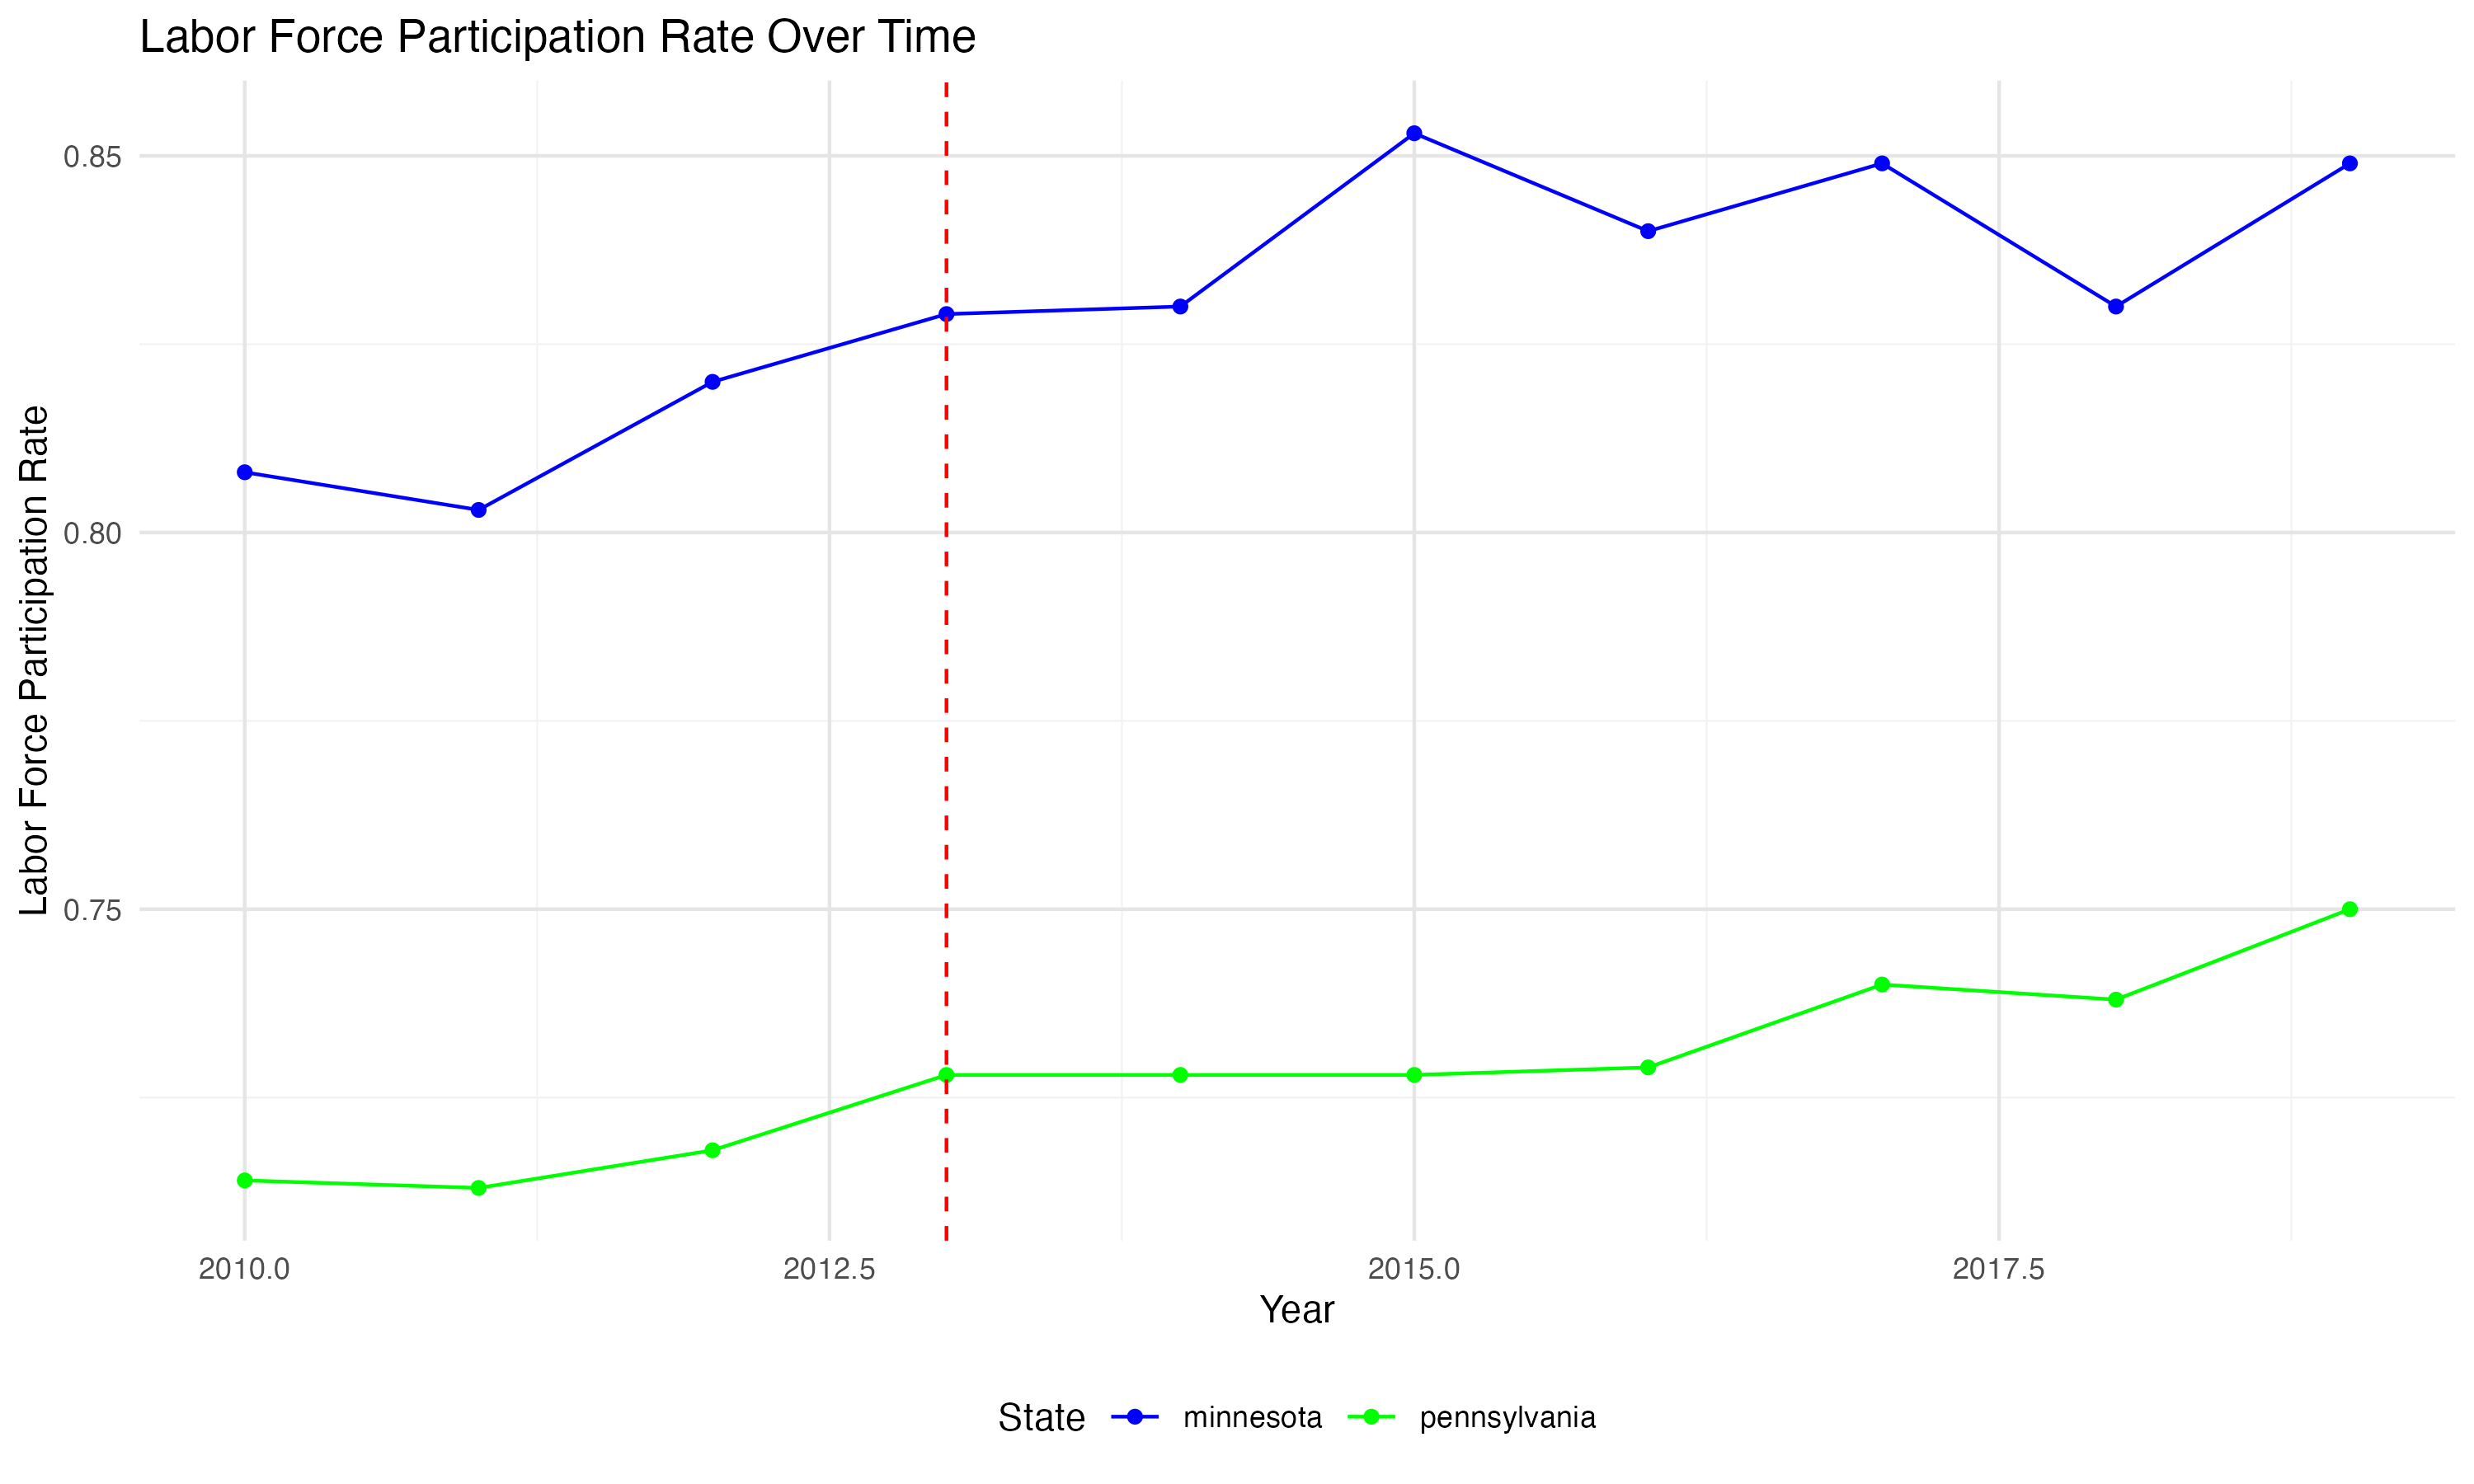 Labor Force Participation Rate Over Time
Labor Force Participation Rate
0.85
0.80
0.75
2010.0 2012.5 2015.0 2017.5
Year
State minnesota pennsylvania